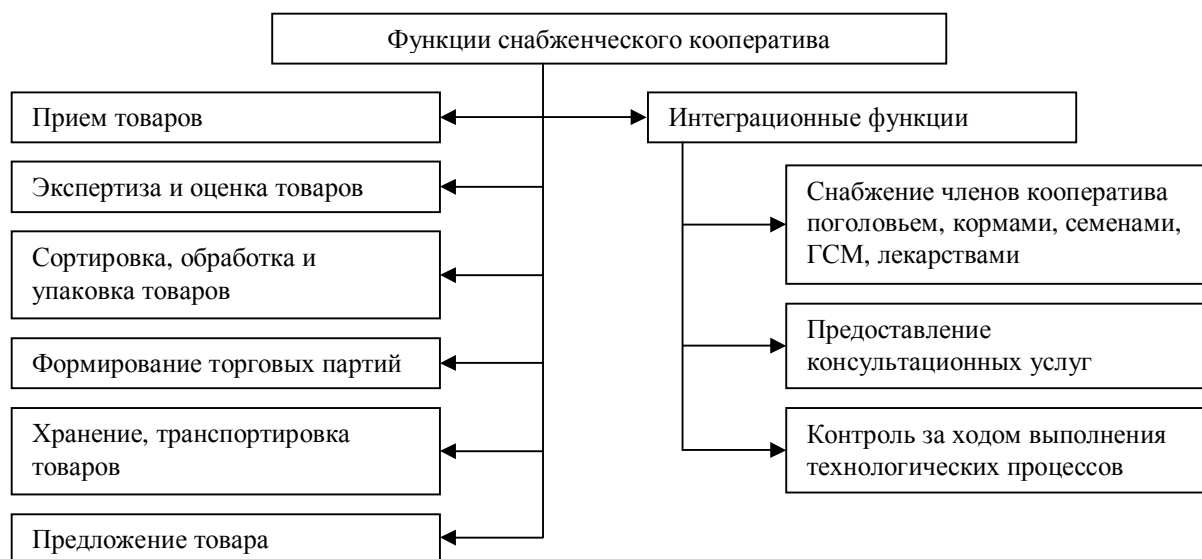 Функции снабженческого кооператива
Прием товаров
Экспертиза и оценка товаров
Сортировка, обработка и
упаковка товаров
Формирование торговых партий
Хранение, транспортировка
товаров
Предложение товара
Интеграционные функции
Снабжение членов кооператива
поголовьем, кормами, семенами,
ГСМ, лекарствами
Предоставление
консультационных услуг
Контроль за ходом выполнения
технологических процессов